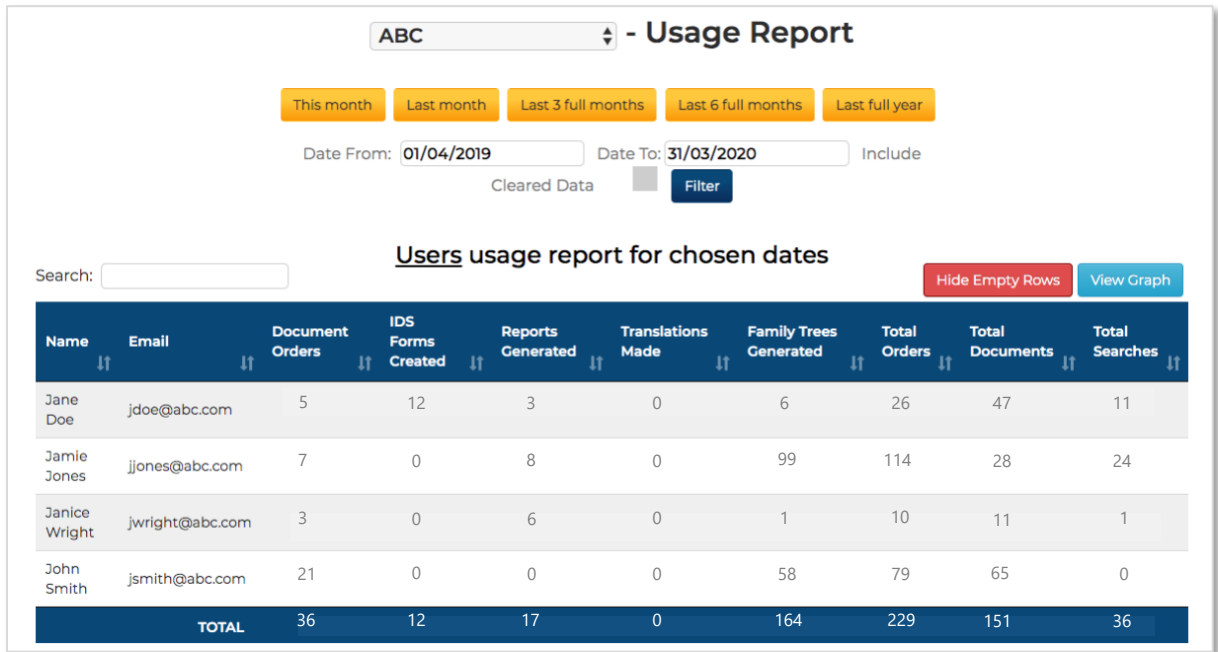 ABC - Usage Report
This month Last month Last 3 full months Last 6 full months Last full year
Date From: 01/04/2019 Date To: 31/03/2020 Include
Cleared Data Filter
Users usage report for chosen dates
Search:
Hide Empty Rows View Graph
Name Email Document Orders IDS Forms Created Reports Generated Translations Made Family Trees Generated Total Orders Total Documents Total Searches
Jane Doe jdoe@abc.com 5 12 3 0 6 26 47 11
Jamie Jones jjones@abc.com 7 0 8 0 99 114 28 24
Janice Wright jwright@abc.com 3 0 6 0 1 10 11 1
John Smith jsmith@abc.com 21 0 0 0 58 79 65 0
TOTAL 36 12 17 0 164 229 151 36